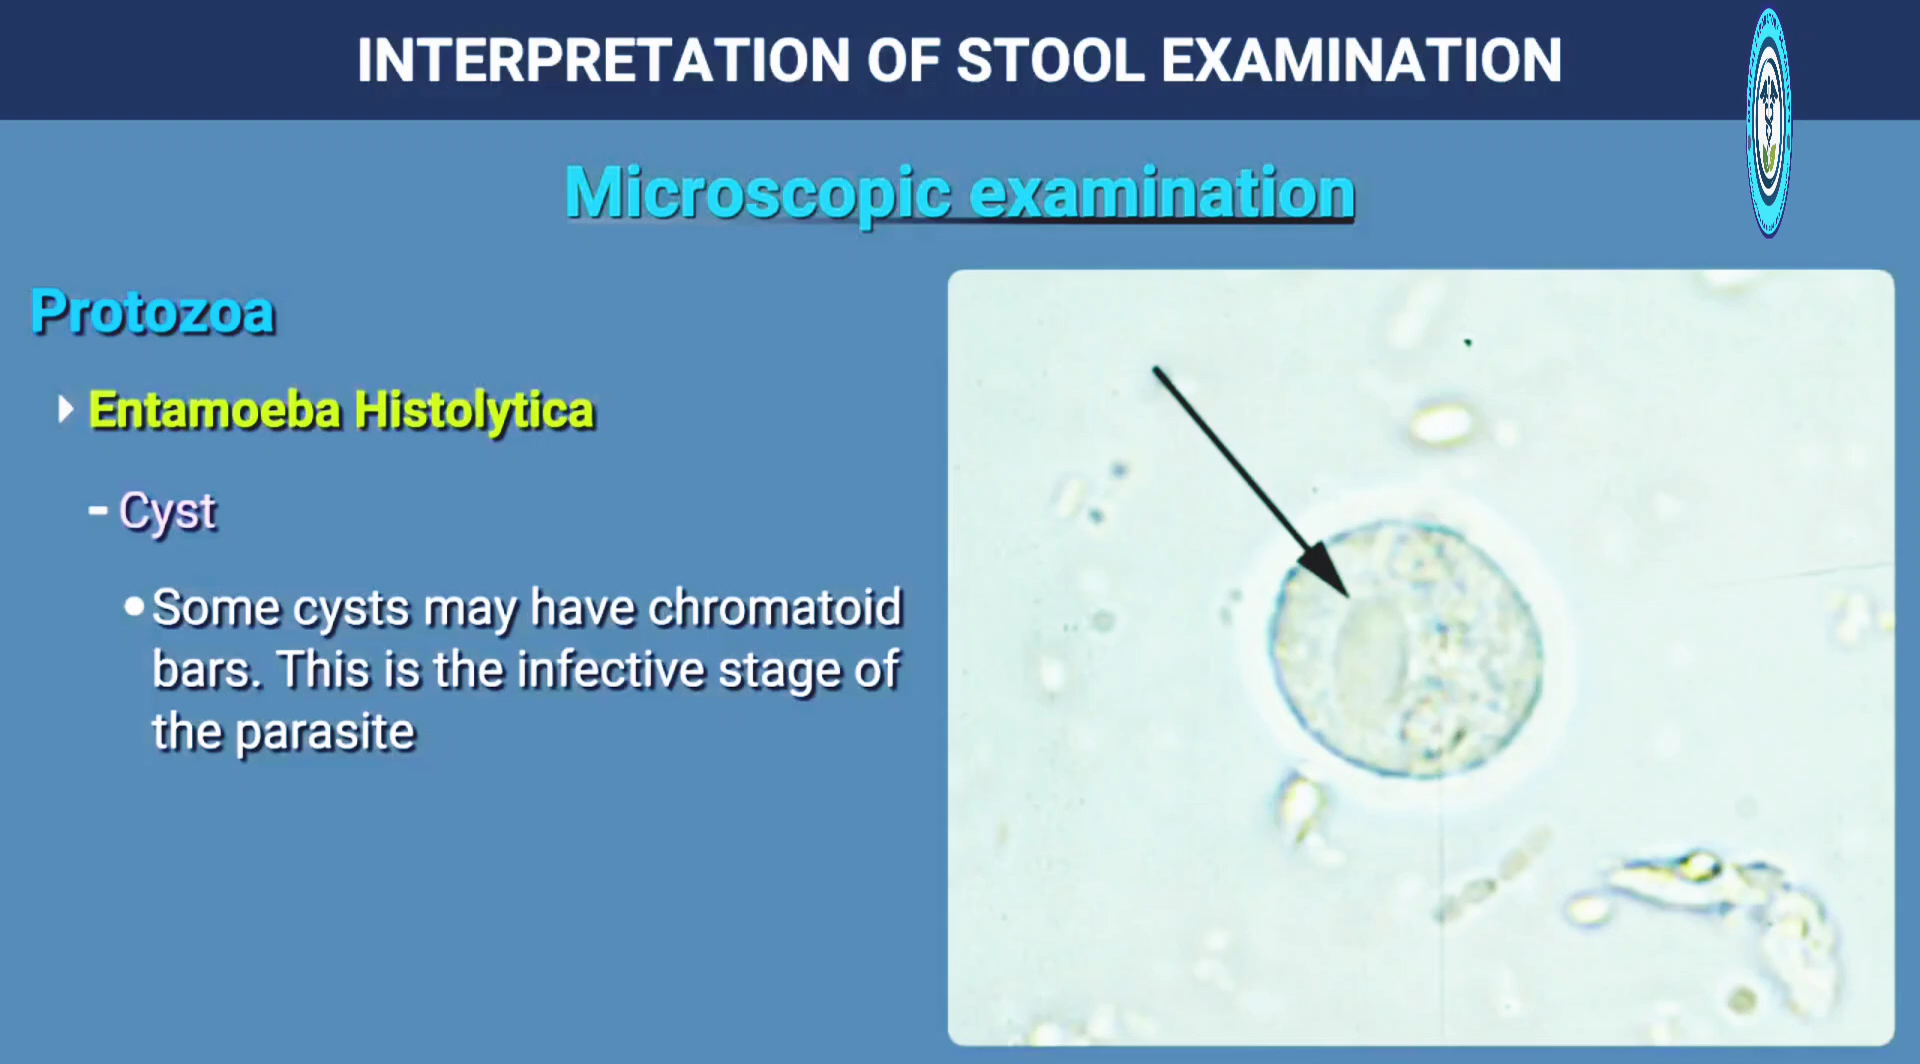 INTERPRETATION OF STOOL EXAMINATION
Microscopic examination
Protozoa
Entamoeba Histolytica
- Cyst
• Some cysts may have chromatoid
bars. This is the infective stage of
the parasite